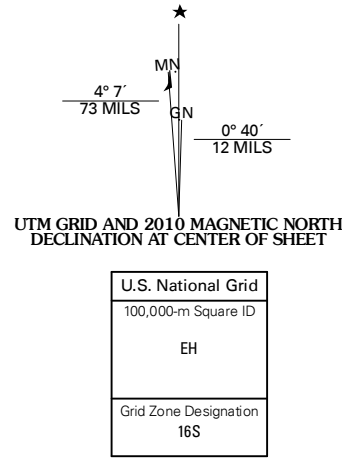 ★
MN
4° 7´
73 MILS
GN
0° 40´
12 MILS
UTM GRID AND 2010 MAGNETIC NORTH
DECLINATION AT CENTER OF SHEET
U.S. National Grid
100,000-m Square ID
EH
Grid Zone Designation
16S